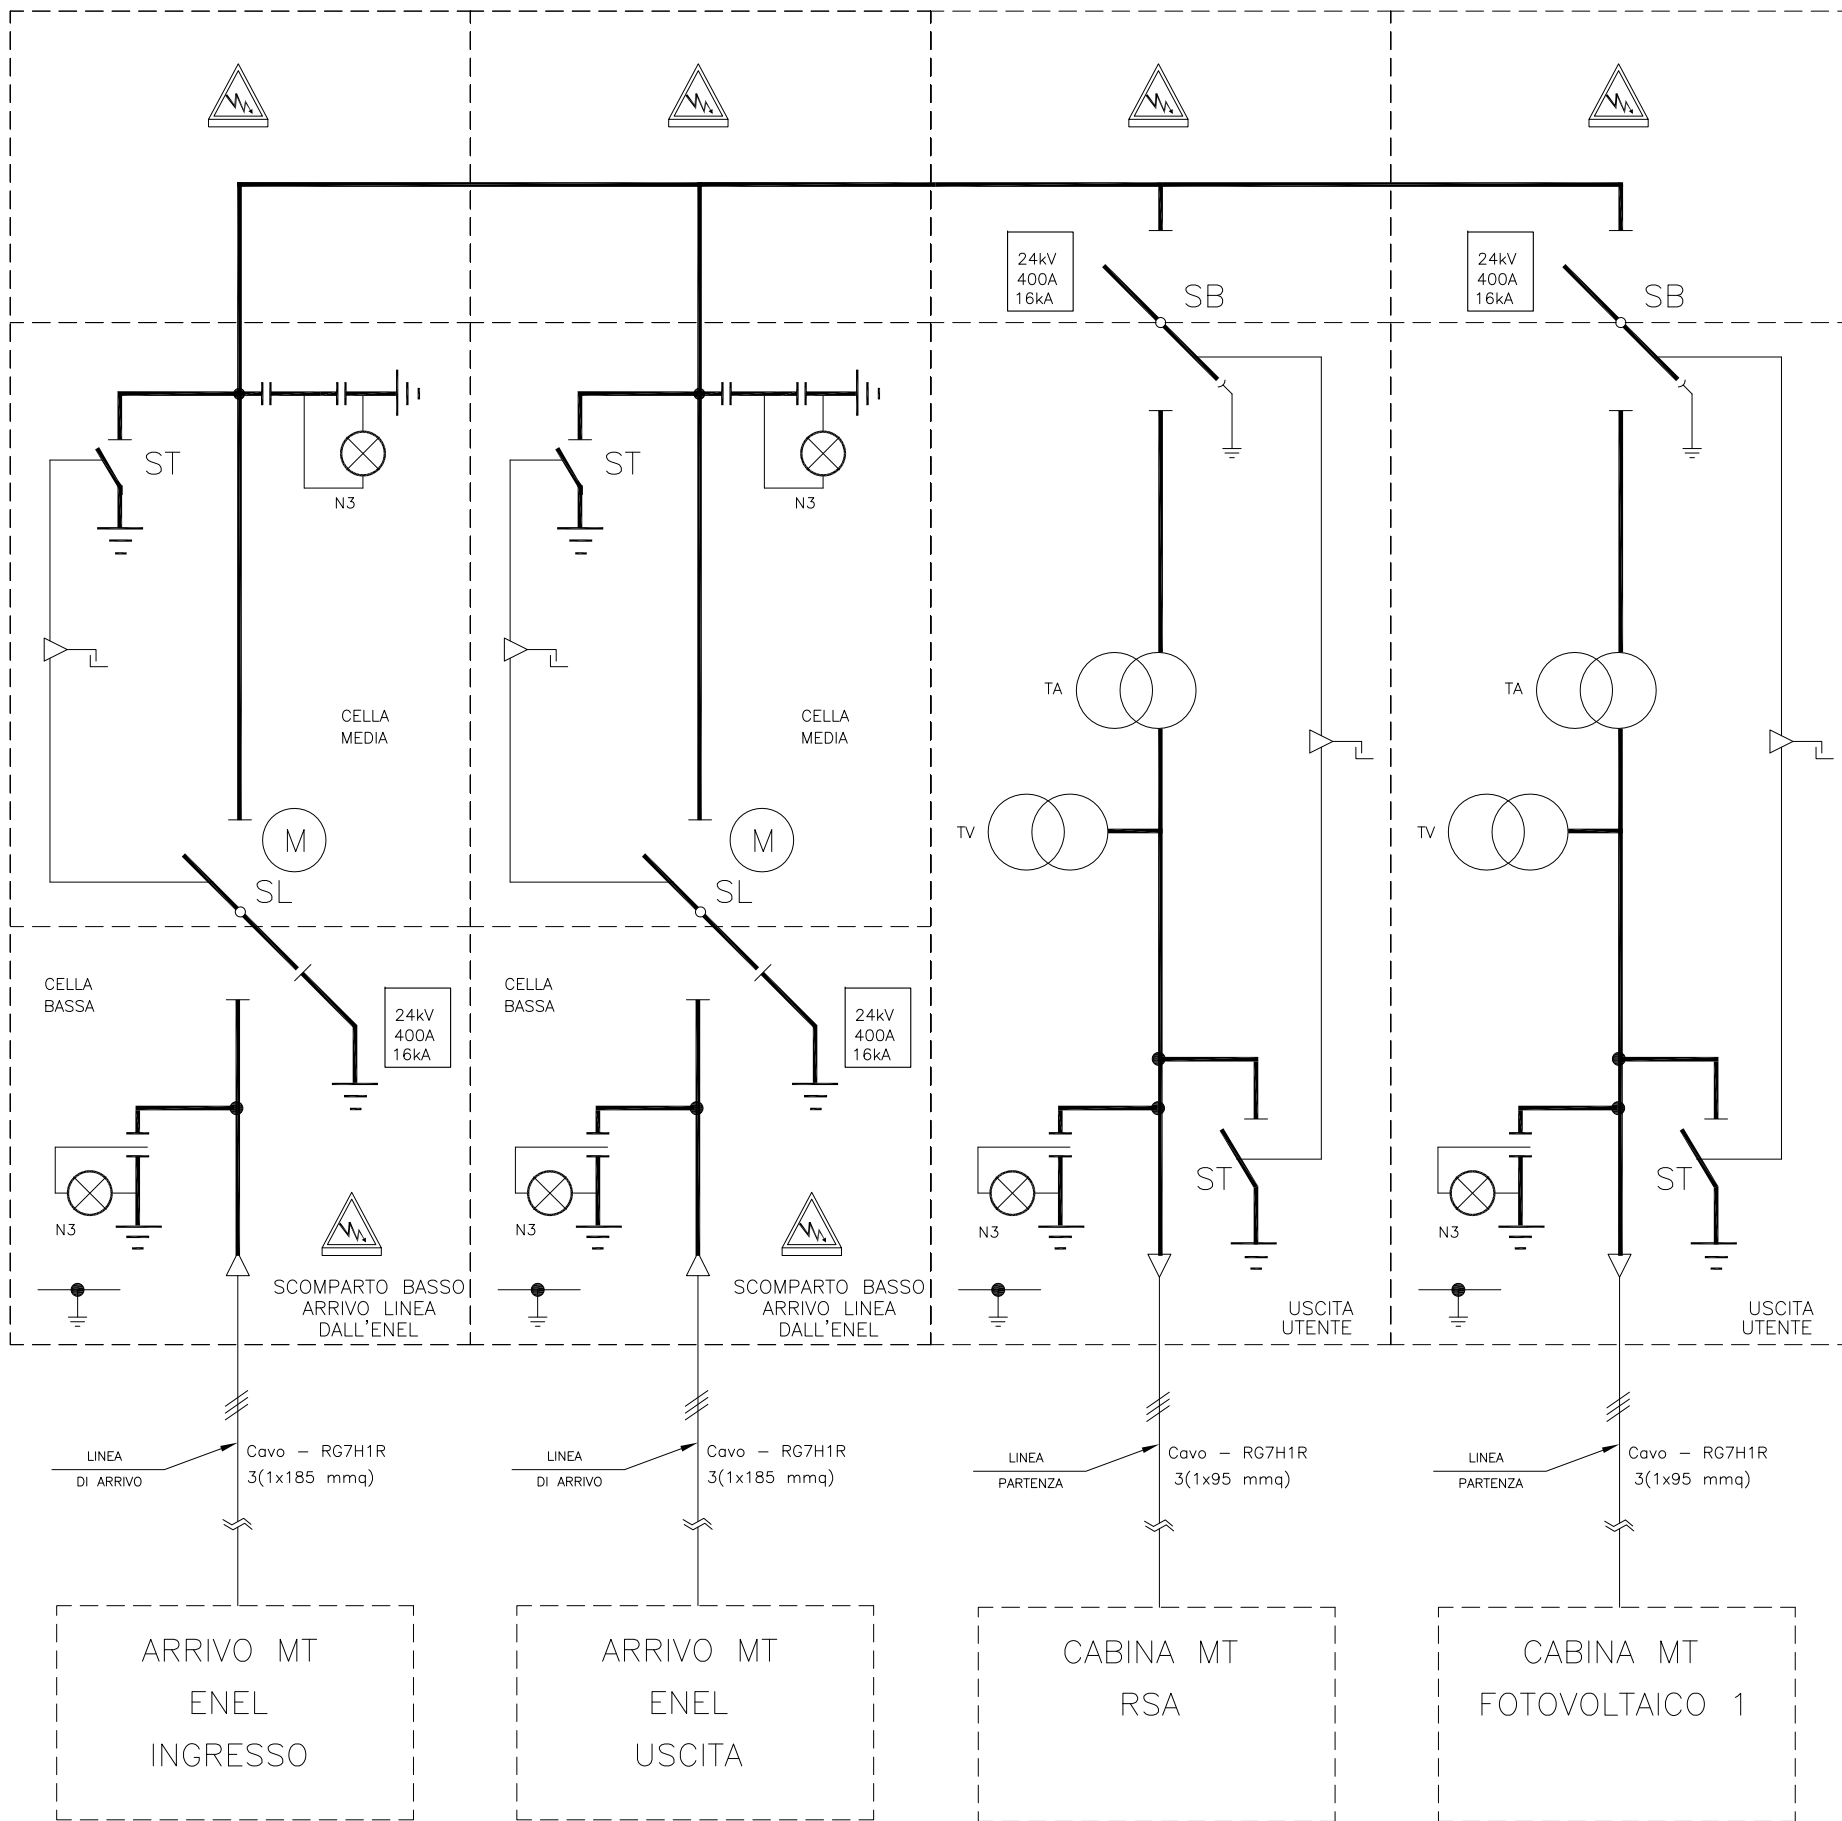 24kV
400A
16kA
SB
24kV
400A
16kA
SB
ST
N3
ST
N3
TA
TA
CELLA
MEDIA
CELLA
MEDIA
TV
TV
M
SL
M
SL
CELLA
BASSA
24kV
400A
16kA
CELLA
BASSA
24kV
400A
16kA
N3
N3
N3
ST
N3
ST
SCOMPARTO BASSO
ARRIVO LINEA
DALL'ENEL
SCOMPARTO BASSO
ARRIVO LINEA
DALL'ENEL
USCITA
UTENTE
USCITA
UTENTE
LINEA
DI ARRIVO
Cavo - RG7H1R
3(1x185 mmq)
LINEA
DI ARRIVO
Cavo - RG7H1R
3(1x185 mmq)
LINEA
PARTENZA
Cavo - RG7H1R
3(1x95 mmq)
LINEA
PARTENZA
Cavo - RG7H1R
3(1x95 mmq)
ARRIVO MT
ENEL
INGRESSO
ARRIVO MT
ENEL
USCITA
CABINA MT
RSA
CABINA MT
FOTOVOLTAICO 1